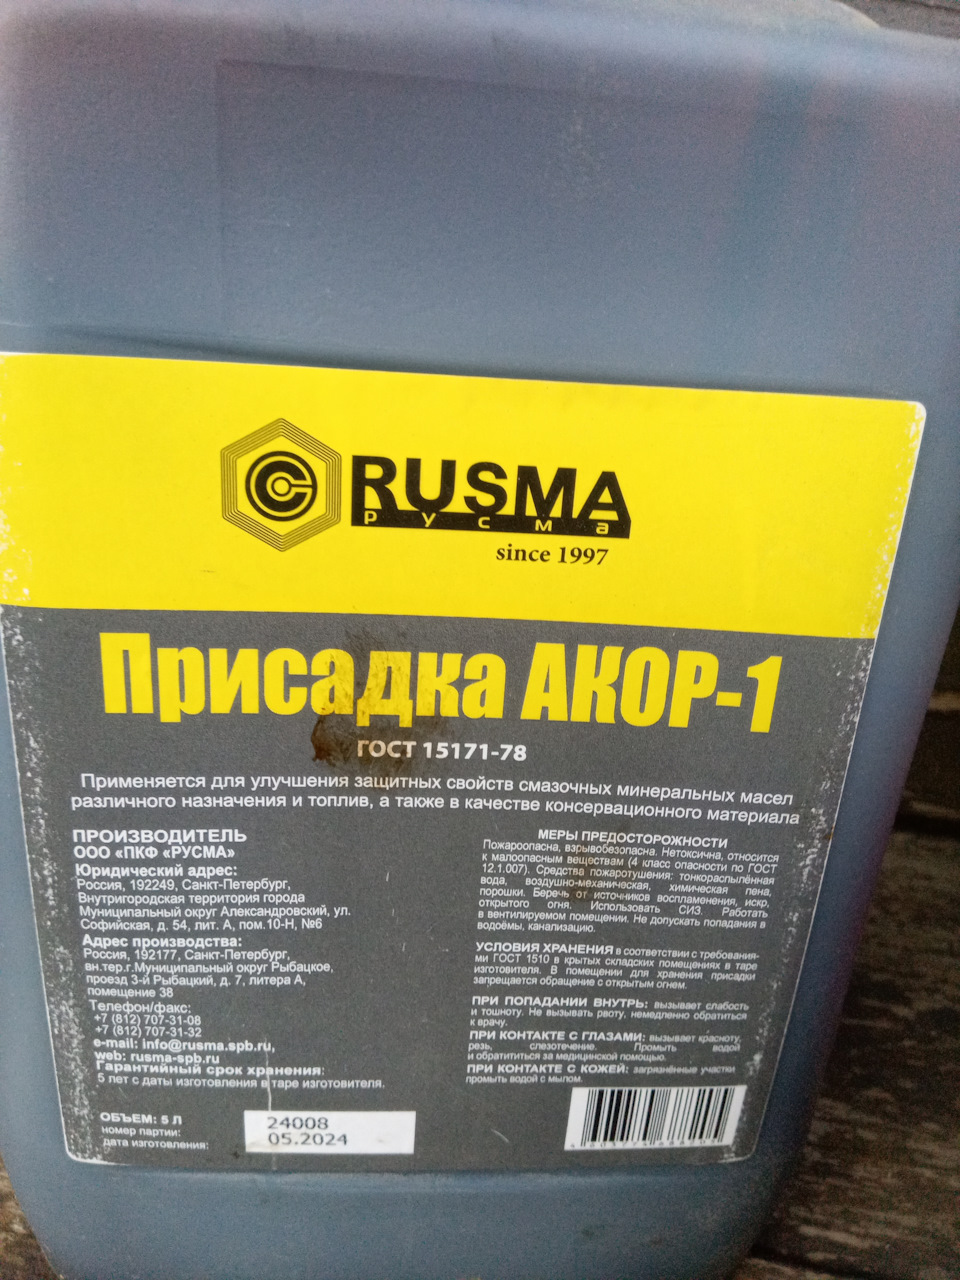 RUSMA
Русма
since 1997
Присадка АКОР-1
ГОСТ 15171-78
Применяется для улучшения защитных свойств смазочных минеральных масел
различного назначения и топлив, а также в качестве консервационного материала
ПРОИЗВОДИТЕЛЬ
ООО «ПКФ «РУСМА»
Юридический адрес:
Россия, 192249, Санкт-Петербург,
Внутригородская территория города
Муниципальный округ Александровский, ул.
Софийская, д. 54, лит. А, пом.10-Н, №6
Адрес производства:
Россия, 192177, Санкт-Петербург,
вн.тер.г.Муниципальный округ Рыбацкое,
проезд 3-й Рыбацкий, д. 7, литера А,
помещение 38
Телефон/факс:
+7 (812) 707-31-08
+7 (812) 707-31-32
e-mail: info@rusma.spb.ru,
web: rusma-spb.ru
Гарантийный срок хранения:
5 лет с даты изготовления в таре изготовителя.
ОБЪЕМ: 5 Л
номер партии:
дата изготовления:
24008
05.2024
МЕРЫ ПРЕДОСТОРОЖНОСТИ
Пожароопасна, взрывобезопасна. Нетоксична, относится
к малоопасным веществам (4 класс опасности по ГОСТ
12.1.007). Средства пожаротушения: тонкораспылённая
вода, воздушно-механическая, химическая пена,
порошки. Беречь от источников воспламенения, искр,
открытого огня. Использовать СИЗ. Работать
в вентилируемом помещении. Не допускать попадания в
водоёмы, канализацию.
УСЛОВИЯ ХРАНЕНИЯ в соответствии с требования-
ми ГОСТ 1510 в крытых складских помещениях в таре
изготовителя. В помещении для хранения присадки
запрещается обращение с открытым огнем.
ПРИ ПОПАДАНИИ ВНУТРЬ: вызывает слабость
и тошноту. Не вызывать рвоту, немедленно обратиться
к врачу.
ПРИ КОНТАКТЕ С ГЛАЗАМИ: вызывает красноту,
резь, слезотечение. Промыть водой
и обратититься за медицинской помощью.
ПРИ КОНТАКТЕ С КОЖЕЙ: загрязнённые участки
промыть водой с мылом.